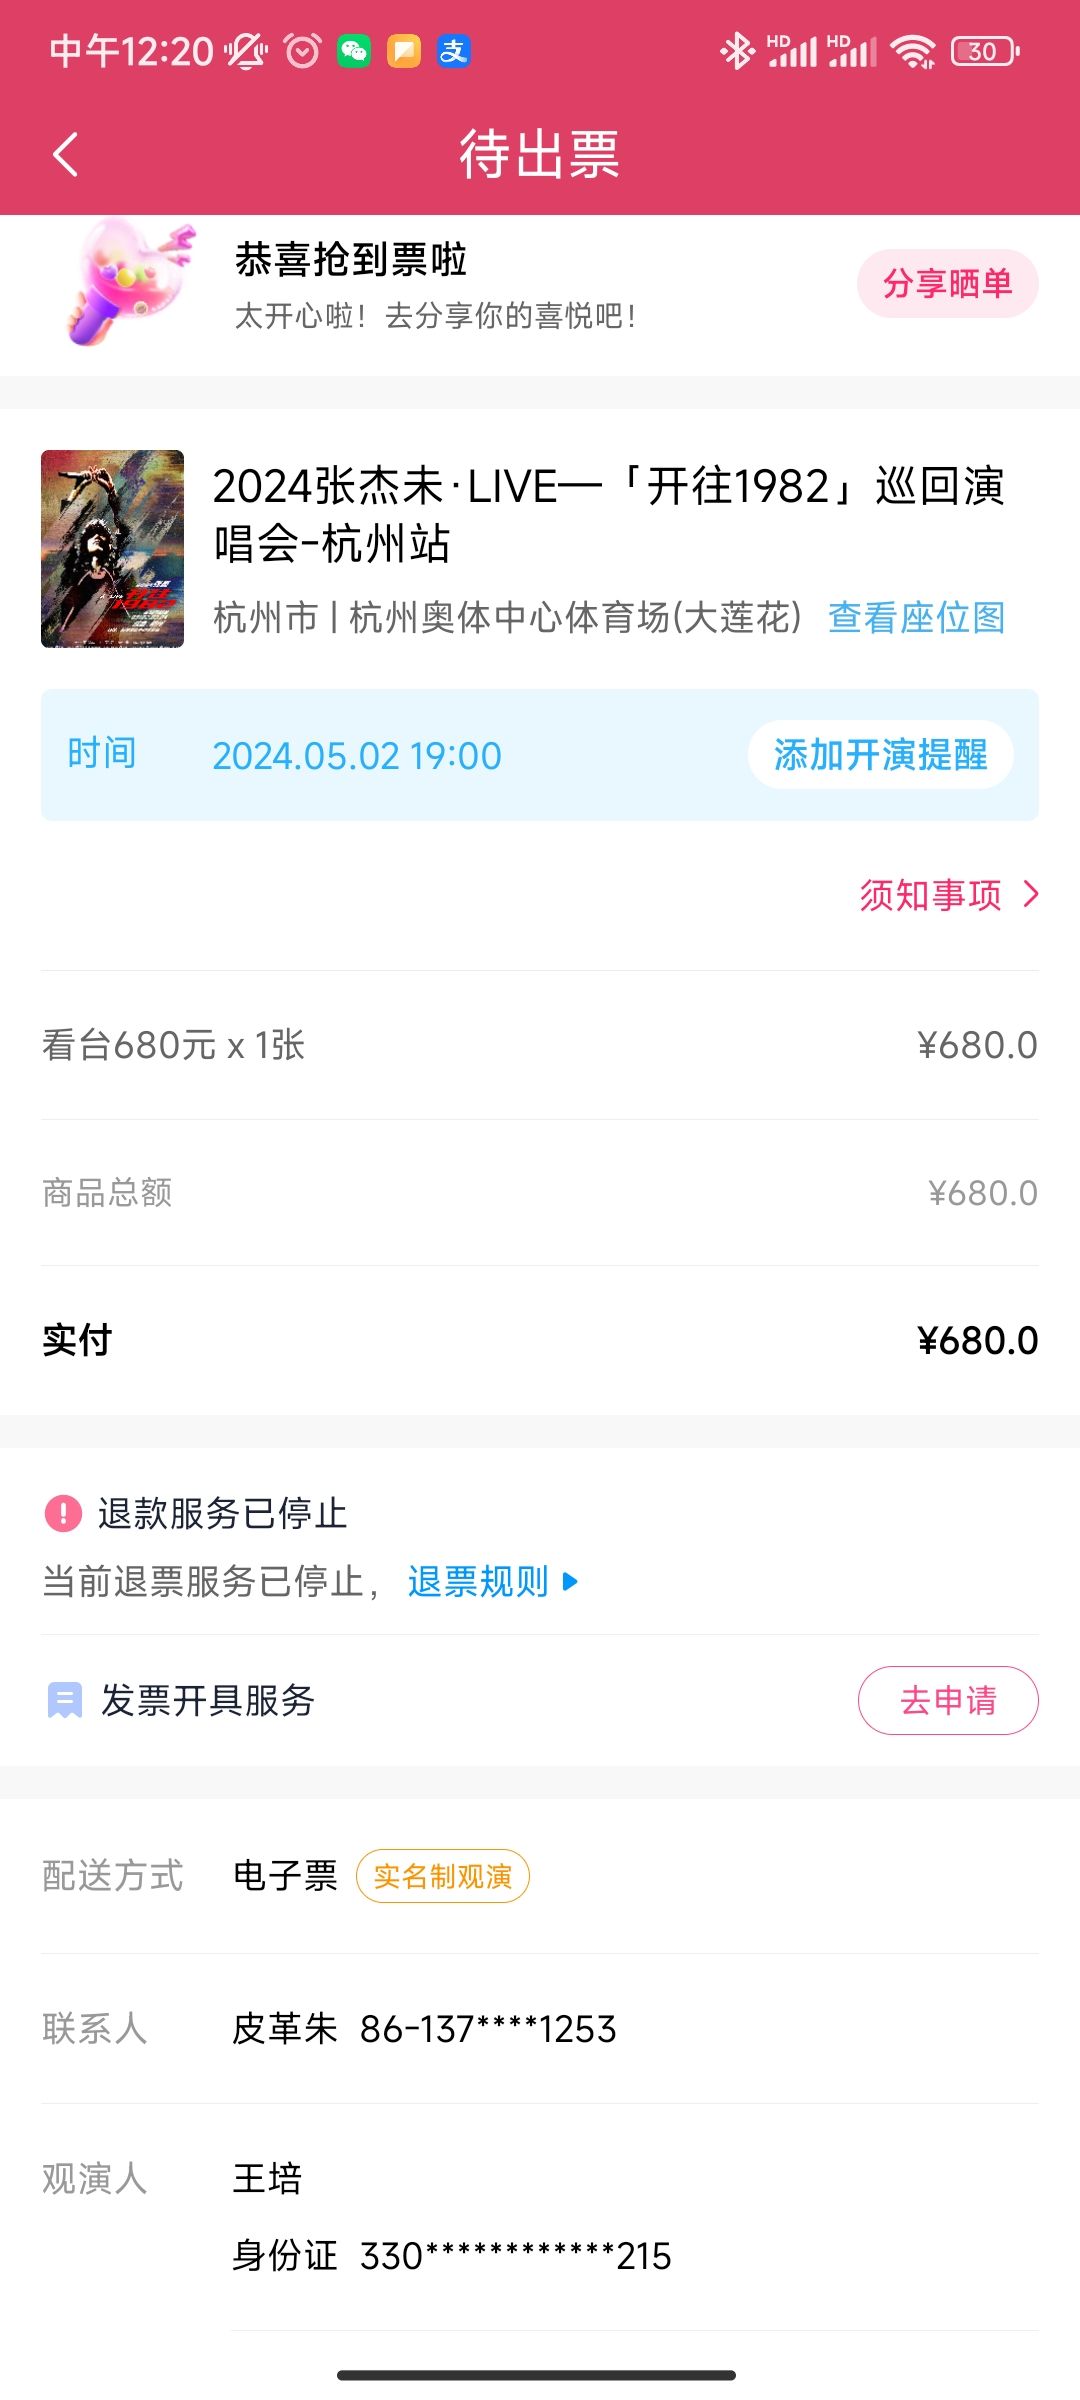 中午12:20
HD HD 30
待出票
恭喜抢到票啦
太开心啦！去分享你的喜悦吧！
分享晒单
2024张杰未·LIVE—「开往1982」巡回演
唱会-杭州站
杭州市 | 杭州奥体中心体育场(大莲花) 查看座位图
时间 2024.05.02 19:00 添加开演提醒
须知事项
看台680元 x 1张 ¥680.0
商品总额 ¥680.0
实付 ¥680.0
退款服务已停止
当前退票服务已停止， 退票规则
发票开具服务 去申请
配送方式 电子票 实名制观演
联系人 皮革朱 86-137****1253
观演人 王培
身份证 330************215